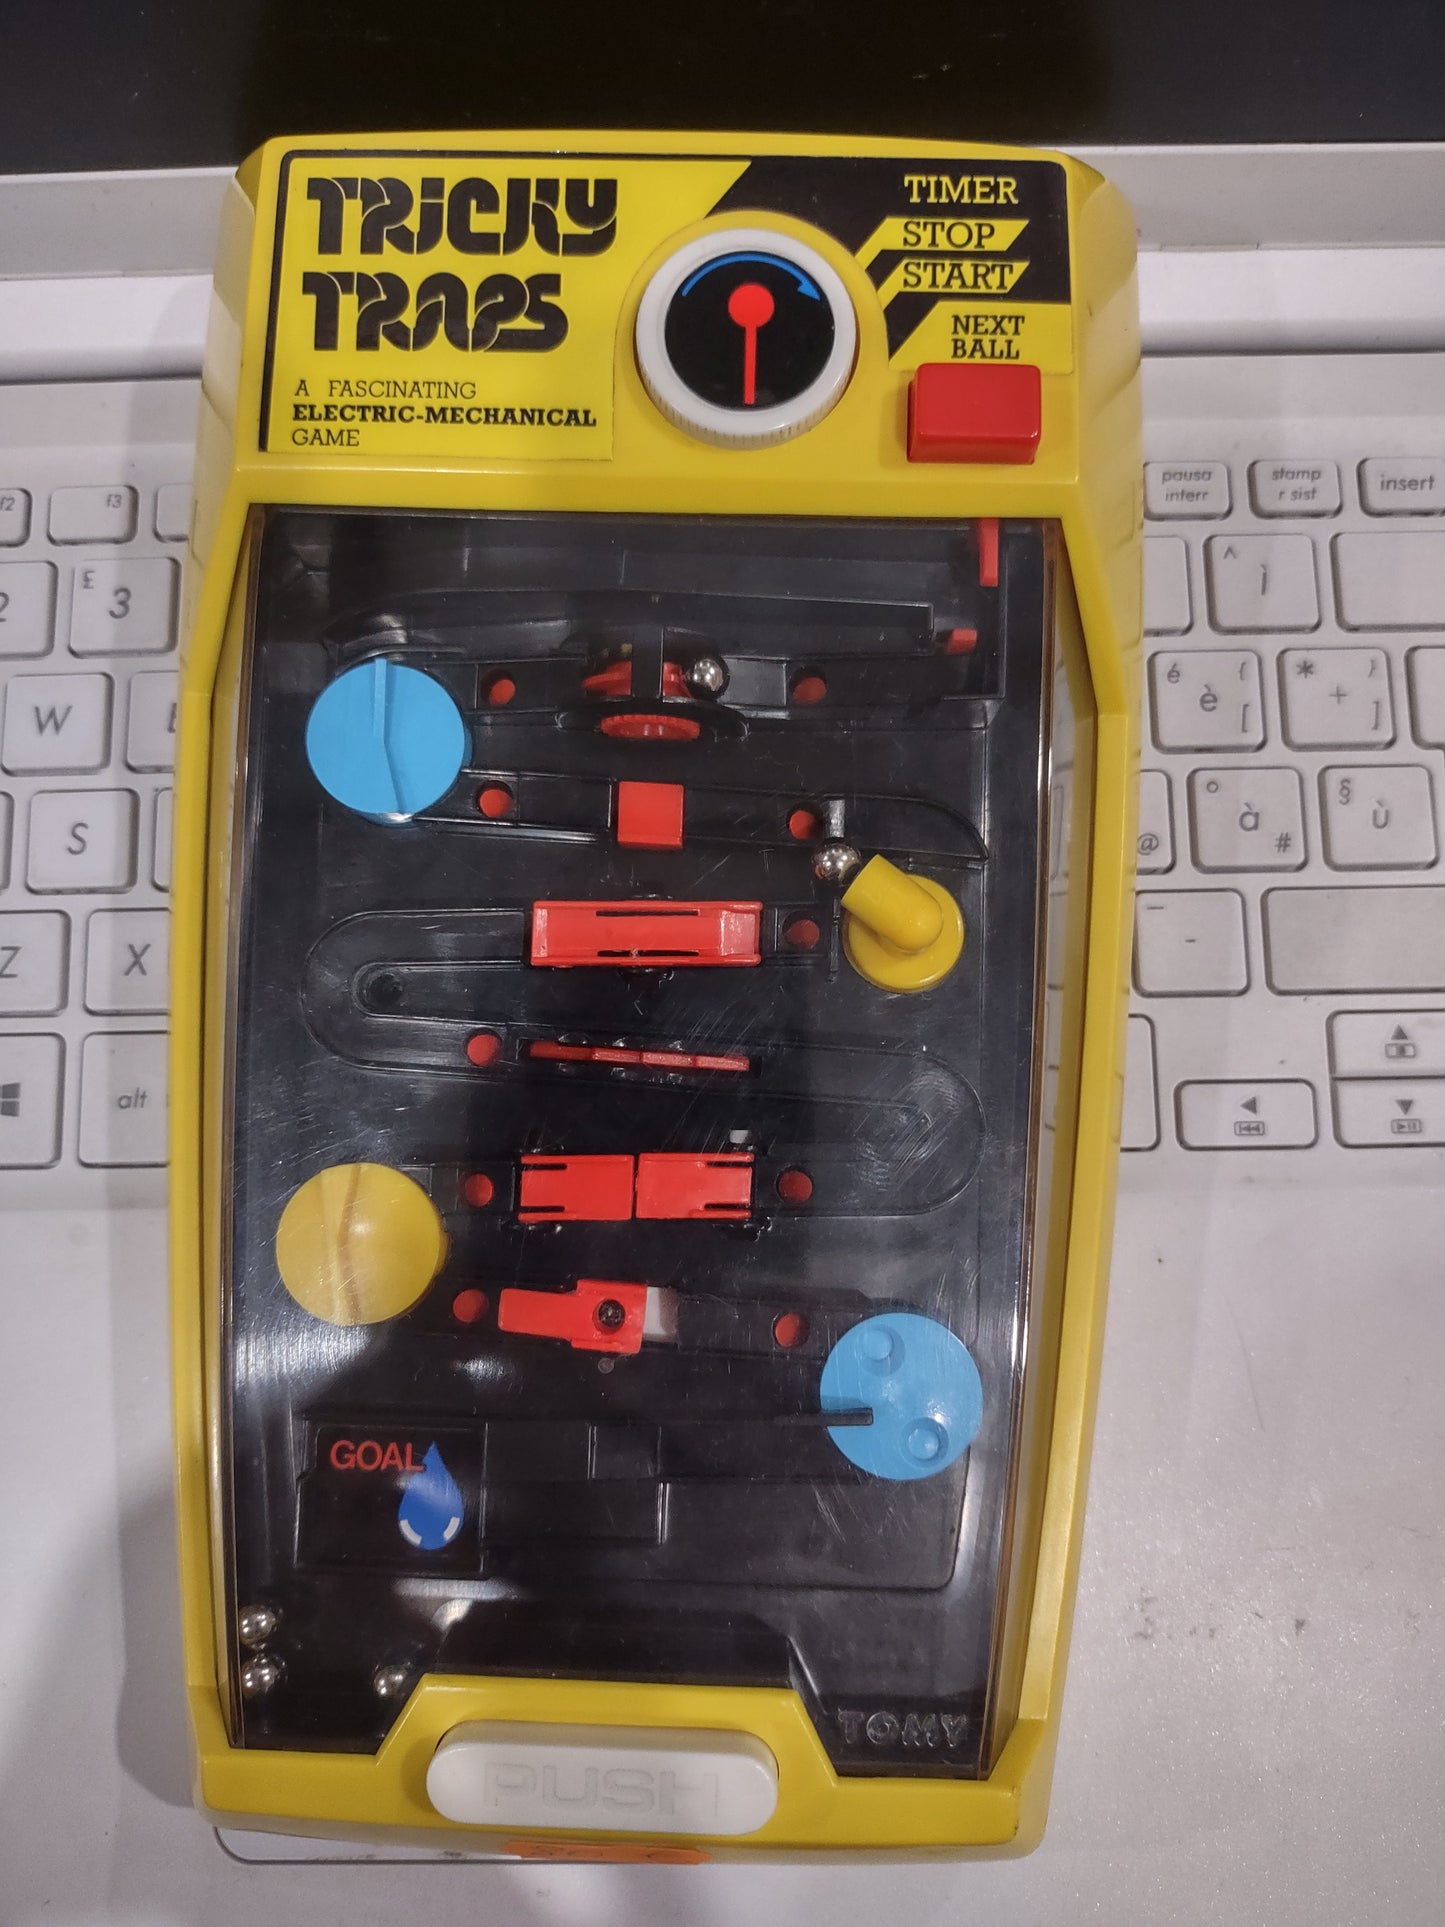 TRICKY
TRAPS
A FASCINATING
ELECTRIC-MECHANICAL
GAME
TIMER
STOP
START
NEXT
BALL
GOAL
TOMY
PUSH
f2
f3
pausa
interr
stamp
r sist
insert
2
£ 3
^ ì
W
é è { [
* + } ]
S
@
° à #
§ ù
Z
X
-
alt